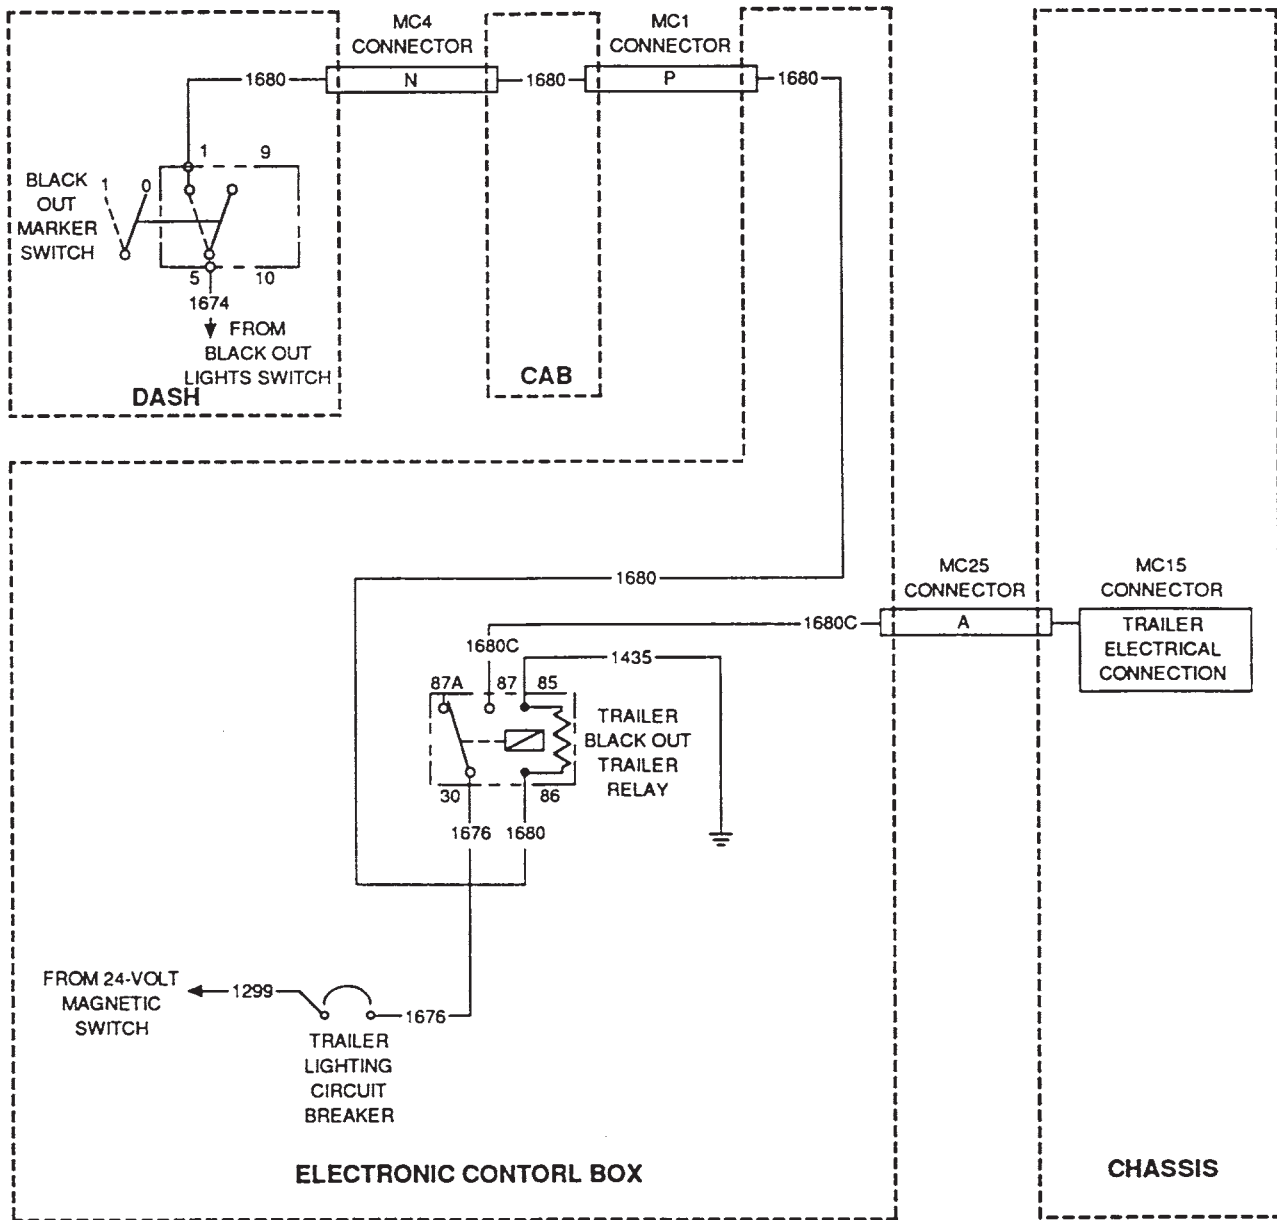 MC4
CONNECTOR
MC1
CONNECTOR
1680
N
1680
P
1680
1
9
BLACK
OUT
MARKER
SWITCH
1
0
5
10
1674
FROM
BLACK OUT
LIGHTS SWITCH
DASH
CAB
1680
MC25
CONNECTOR
MC15
CONNECTOR
1680C
A
TRAILER
ELECTRICAL
CONNECTION
1680C
1435
87A
87
85
TRAILER
BLACK OUT
TRAILER
RELAY
30
86
1676
1680
FROM 24-VOLT
MAGNETIC
SWITCH
1299
1676
TRAILER
LIGHTING
CIRCUIT
BREAKER
ELECTRONIC CONTORL BOX
CHASSIS